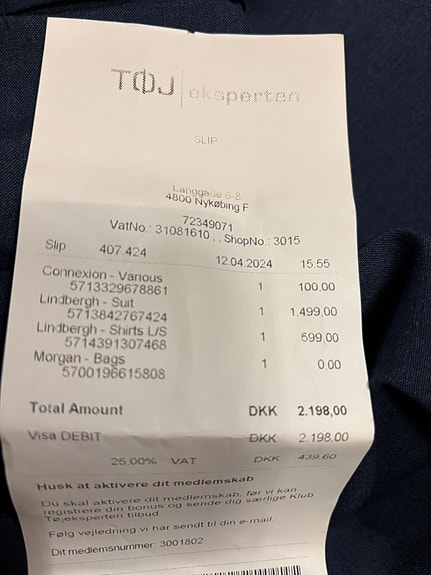 TØJ eksperten
SLIP
Langgade 6-8
4800 Nykøbing F
72349071
VatNo.: 31081610 , , ShopNo.: 3015
Slip 407.424 12.04.2024 15.55
Connexion - Various
5713329678861 1 100,00
Lindbergh - Suit
5713842767424 1 1.499,00
Lindbergh - Shirts L/S
5714391307468 1 599,00
Morgan - Bags
5700196615808 1 0,00
Total Amount DKK 2.198,00
Visa DEBIT DKK 2.198,00
25.00% VAT DKK 439,60
Husk at aktivere dit medlemskab
Du skal aktivere dit medlemskab, før vi kan
registrere din bonus og sende dig særlige Klub
Tøjeksperten tilbud.
Følg vejledning vi har sendt til din e-mail.
Dit medlemsnummer: 3001802